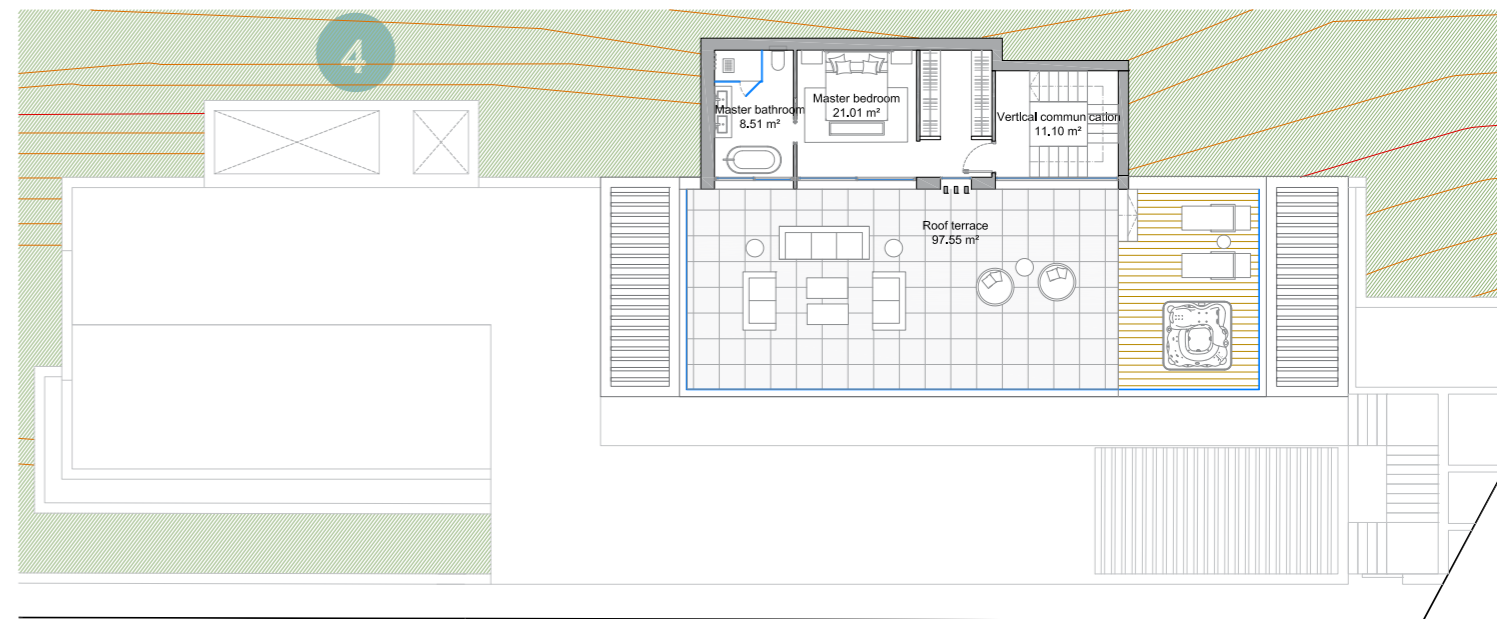 4
Master bathroom
8.51 m²
Master bedroom
21.01 m²
Vertical communication
11.10 m²
Roof terrace
97.55 m²